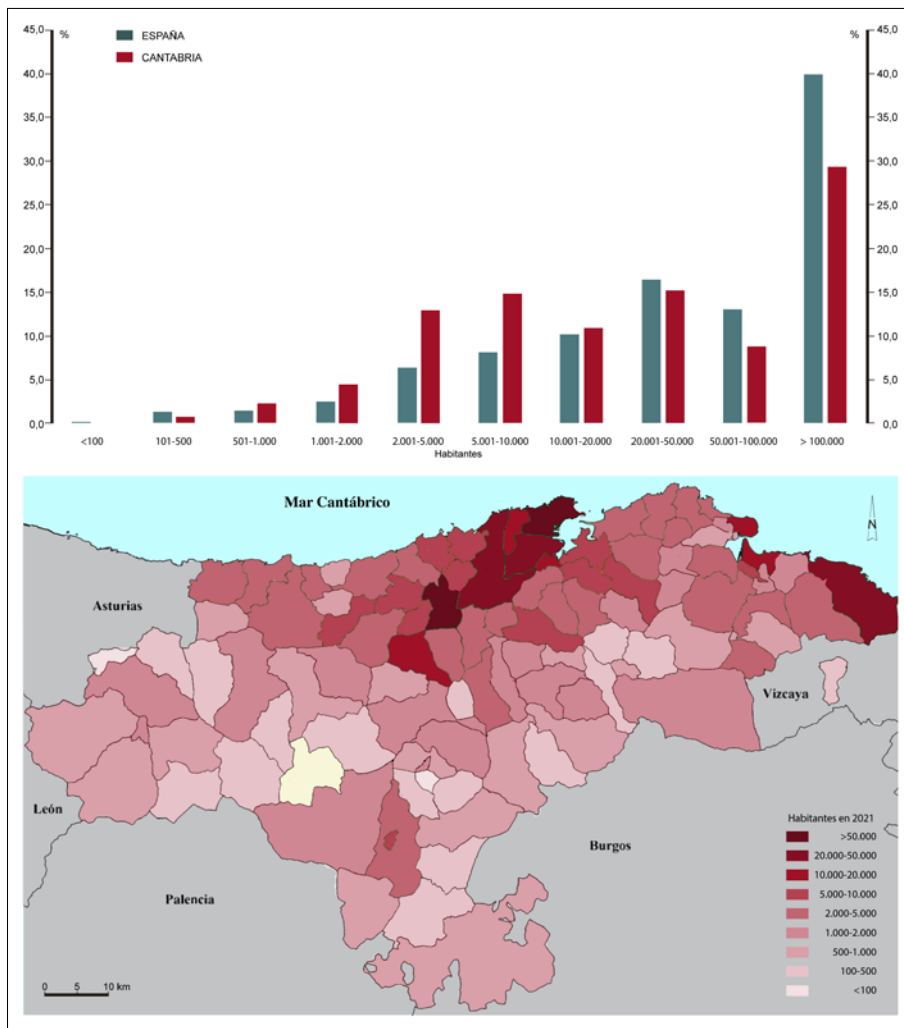 45,0 % % 45,0
ESPAÑA
CANTABRIA
40,0 40,0
35,0 35,0
30,0 30,0
25,0 25,0
20,0 20,0
15,0 15,0
10,0 10,0
5,0 5,0
0,0 0,0
<100 101-500 501-1.000 1.001-2.000 2.001-5.000 5.001-10.000 10.001-20.000 20.001-50.000 50.001-100.000 > 100.000
Habitantes
Mar Cantábrico
N
Asturias
Vizcaya
León
Burgos
Palencia
Habitantes en 2021
>50.000
20.000-50.000
10.000-20.000
5.000-10.000
2.000-5.000
1.000-2.000
500-1.000
100-500
<100
0 5 10 km